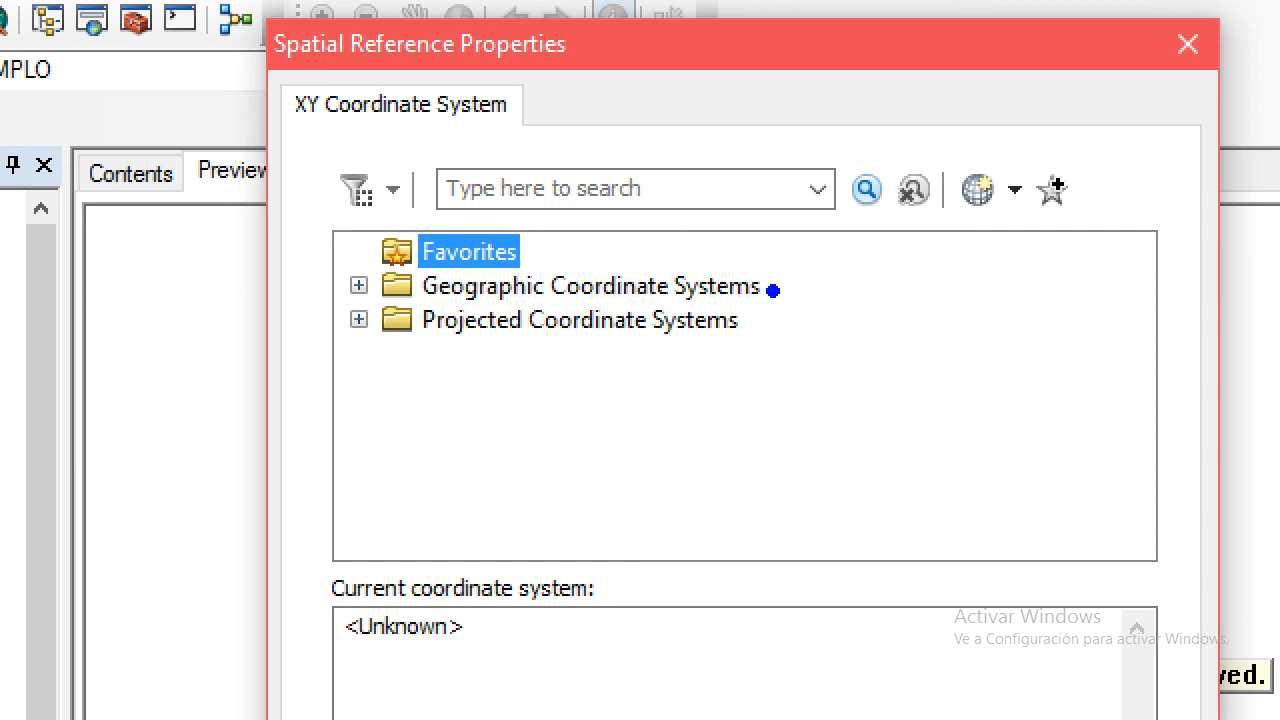 Spatial Reference Properties
MPLO
XY Coordinate System
Contents
Preview
Type here to search
Favorites
Geographic Coordinate Systems
Projected Coordinate Systems
Current coordinate system:
<Unknown>
Activar Windows
Ve a Configuración para activar Windows.
ved.